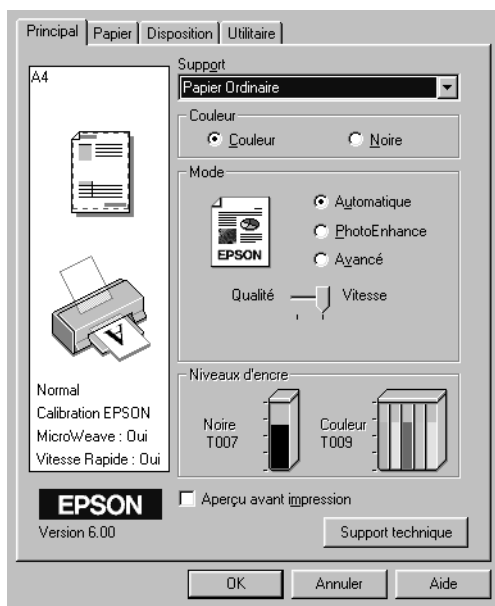 Principal Papier Disposition Utilitaire
A4
Support
Papier Ordinaire
Couleur
Couleur Noire
Mode
Automatique
PhotoEnhance
Avancé
EPSON
Qualité Vitesse
Normal
Calibration EPSON
MicroWeave : Oui
Vitesse Rapide : Oui
Niveaux d'encre
Noire
T007
Couleur
T009
EPSON
Version 6.00
Aperçu avant impression
Support technique
OK Annuler Aide